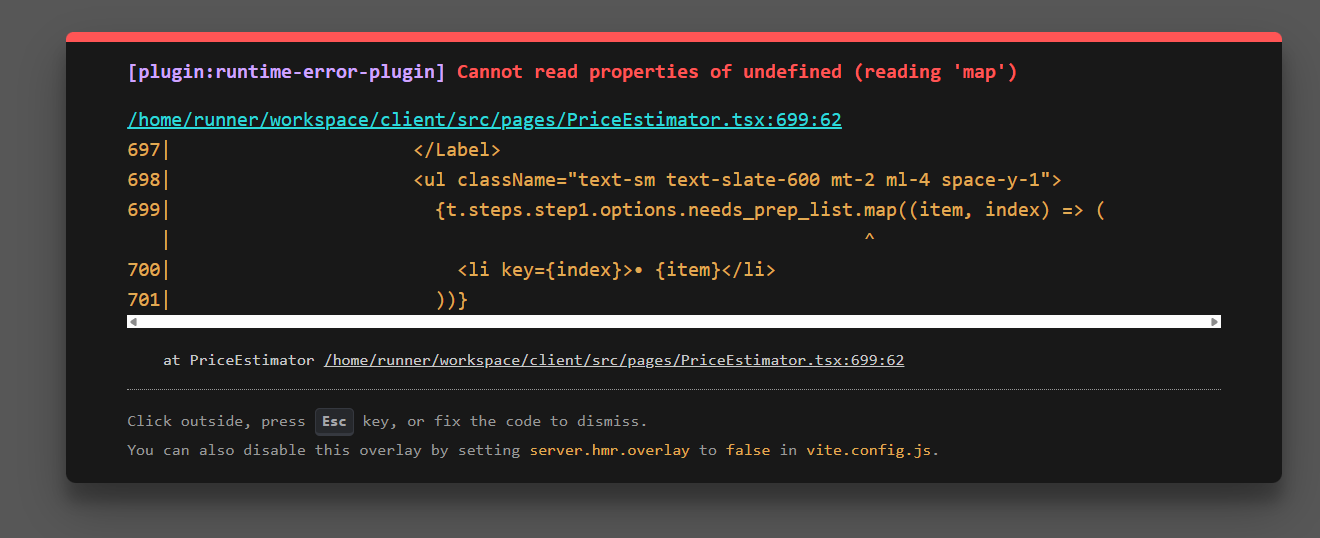 [plugin:runtime-error-plugin] Cannot read properties of undefined (reading 'map')
/home/runner/workspace/client/src/pages/PriceEstimator.tsx:699:62
697|                      </Label>
698|                      <ul className="text-sm text-slate-600 mt-2 ml-4 space-y-1">
699|                        {t.steps.step1.options.needs_prep_list.map((item, index) => (
   |                                                               ^
700|                          <li key={index}>• {item}</li>
701|                        ))}
at PriceEstimator /home/runner/workspace/client/src/pages/PriceEstimator.tsx:699:62
Click outside, press Esc key, or fix the code to dismiss.
You can also disable this overlay by setting server.hmr.overlay to false in vite.config.js.